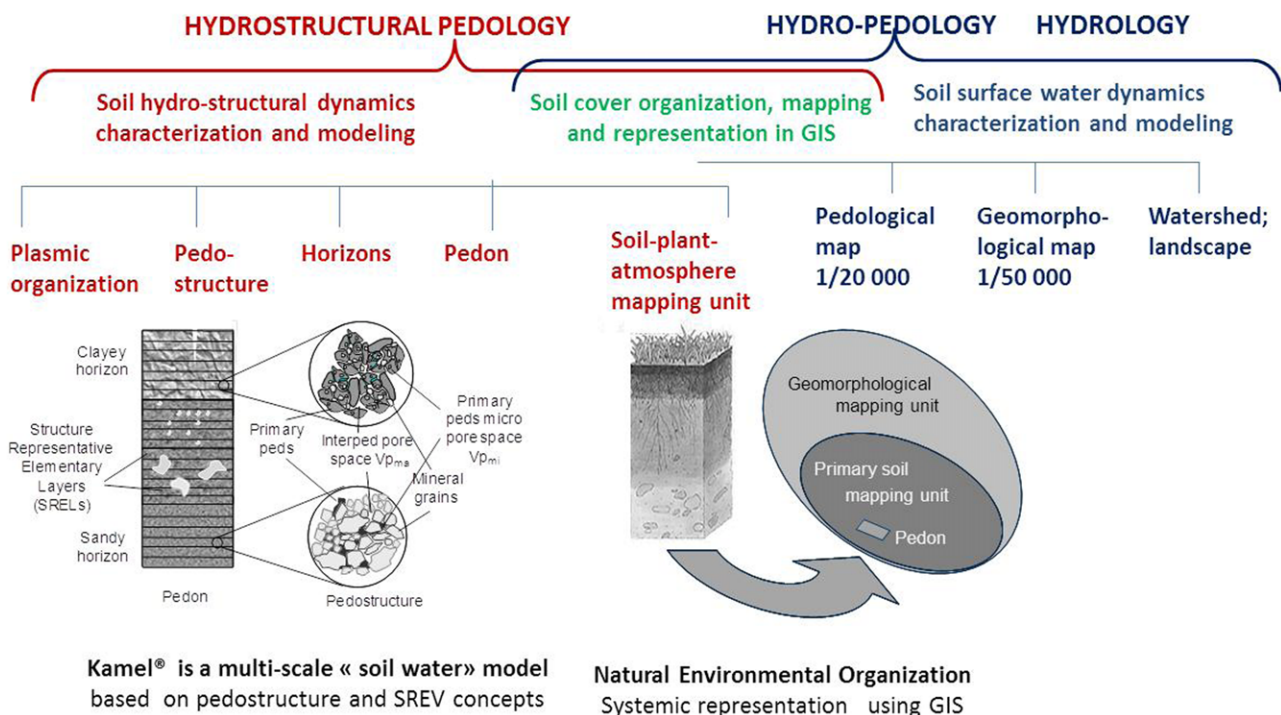 HYDROSTRUCTURAL PEDOLOGY
HYDRO-PEDOLOGY HYDROLOGY
Soil hydro-structural dynamics
characterization and modeling
Soil cover organization, mapping
and representation in GIS
Soil surface water dynamics
characterization and modeling
Plasmic
organization
Pedo-
structure
Horizons
Pedon
Soil-plant-
atmosphere
mapping unit
Pedological
map
1/20 000
Geomorpho-
logical map
1/50 000
Watershed;
landscape
Clayey
horizon
Structure
Representative
Elementary
Layers
(SRELs)
Sandy
horizon
Pedon
Primary
peds
Interped pore
space Vpma
Primary
peds micro
pore space
Vpmi
Mineral
grains
Pedostructure
Geomorphological
mapping unit
Primary soil
mapping unit
Pedon
Kamel® is a multi-scale « soil water» model
based on pedostructure and SREV concepts
Natural Environmental Organization
Systemic representation using GIS